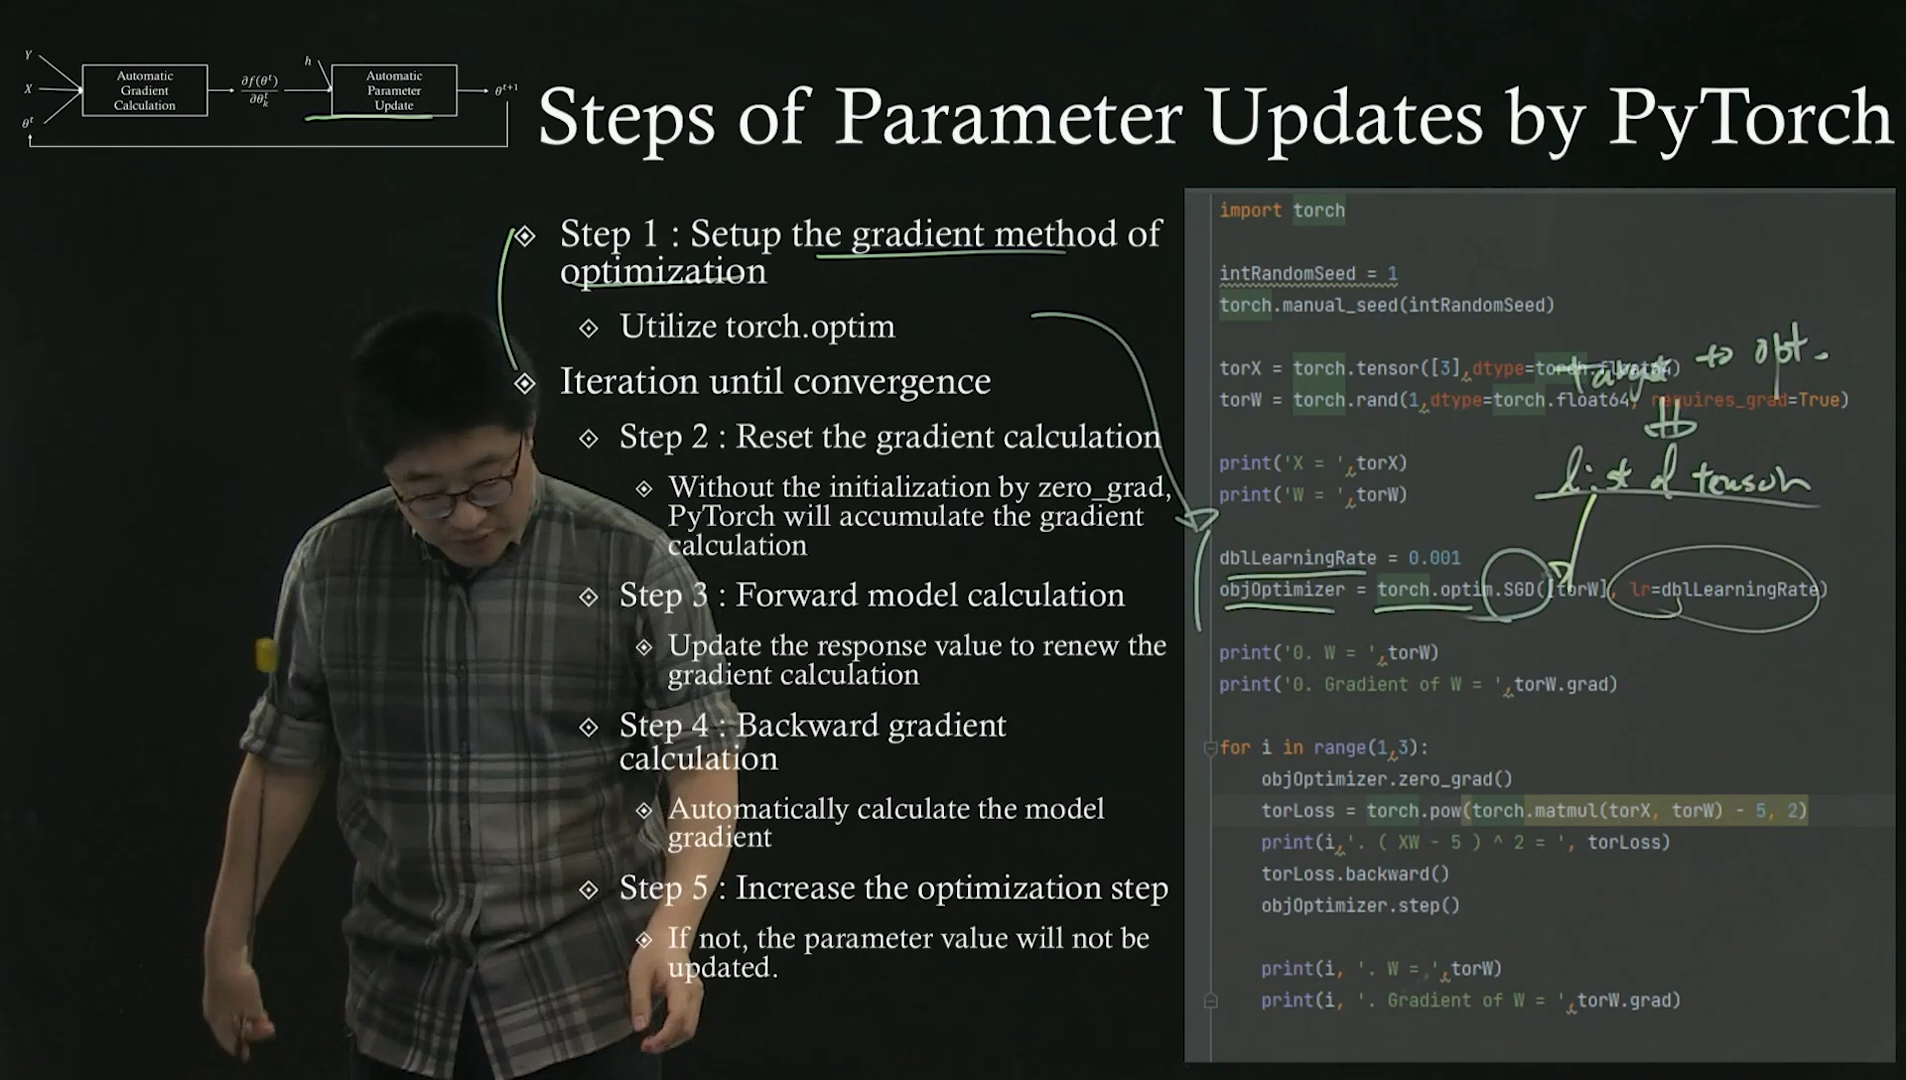 Y
X
θᵗ
Automatic
Gradient
Calculation
∂f(θᵗ)
∂θₖᵗ
h
Automatic
Parameter
Update
θᵗ⁺¹
Steps of Parameter Updates by PyTorch
Step 1 : Setup the gradient method of
optimization
Utilize torch.optim
Iteration until convergence
Step 2 : Reset the gradient calculation
Without the initialization by zero_grad,
PyTorch will accumulate the gradient
calculation
Step 3 : Forward model calculation
Update the response value to renew the
gradient calculation
Step 4 : Backward gradient
calculation
Automatically calculate the model
gradient
Step 5 : Increase the optimization step
If not, the parameter value will not be
updated.
import torch
intRandomSeed = 1
torch.manual_seed(intRandomSeed)
torX = torch.tensor([3],dtype=torch.float64)
torW = torch.rand(1,dtype=torch.float64, requires_grad=True)
target → opt.
print('X = ',torX)
print('W = ',torW)
list of tensor
dblLearningRate = 0.001
objOptimizer = torch.optim.SGD([torW], lr=dblLearningRate)
print('0. W = ',torW)
print('0. Gradient of W = ',torW.grad)
for i in range(1,3):
objOptimizer.zero_grad()
torLoss = torch.pow(torch.matmul(torX, torW) - 5, 2)
print(i,'. ( XW - 5 ) ^ 2 = ', torLoss)
torLoss.backward()
objOptimizer.step()
print(i, '. W = ',torW)
print(i, '. Gradient of W = ',torW.grad)